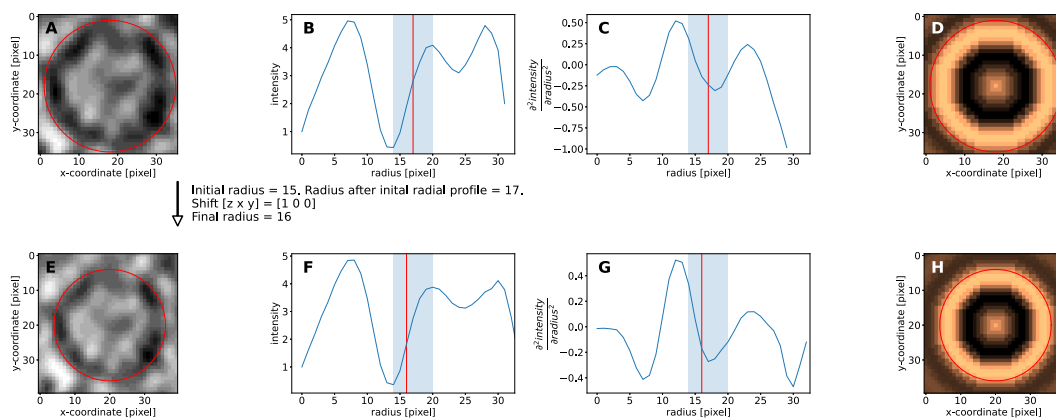 A
0
10
20
30
0 10 20 30
y-coordinate [pixel]
x-coordinate [pixel]
B
5
4
3
2
1
0 5 10 15 20 25 30
intensity
radius [pixel]
C
0.50
0.25
0.00
−0.25
−0.50
−0.75
−1.00
0 5 10 15 20 25 30
∂²intensity
∂radius²
radius [pixel]
D
0
10
20
30
0 10 20 30
y-coordinate [pixel]
x-coordinate [pixel]
Initial radius = 15. Radius after inital radial profile = 17.
Shift [z x y] = [1 0 0]
Final radius = 16
E
0
10
20
30
0 10 20 30
y-coordinate [pixel]
x-coordinate [pixel]
F
5
4
3
2
1
0 5 10 15 20 25 30
intensity
radius [pixel]
G
0.4
0.2
0.0
−0.2
−0.4
0 5 10 15 20 25 30
∂²intensity
∂radius²
radius [pixel]
H
0
10
20
30
0 10 20 30
y-coordinate [pixel]
x-coordinate [pixel]